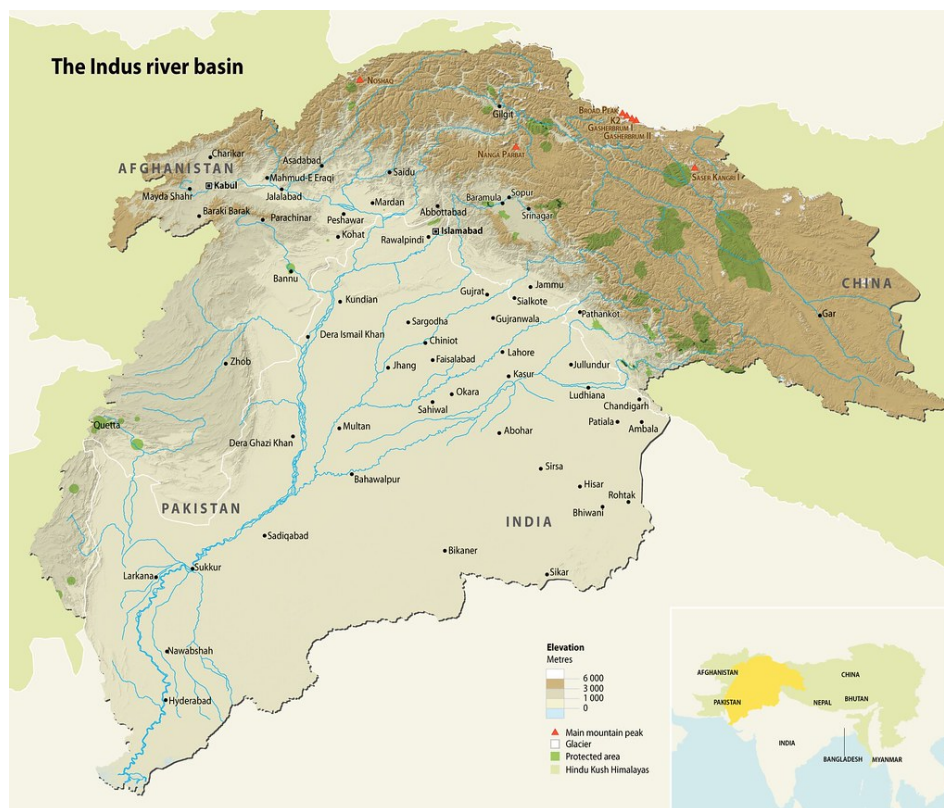 The Indus river basin
NOSHAQ
BROAD PEAK
K2
GASHERBRUM I
GASHERBRUM II
Gilgit
NANGA PARBAT
SASER KANGRI I
AFGHANISTAN
Charikar
Asadabad
Mahmud-E Eraqi
Saidu
Kabul
Mayda Shahr
Jalalabad
Baraki Barak
Parachinar
Mardan
Peshawar
Abbottabad
Baramula
Sopur
Srinagar
Kohat
Rawalpindi
Islamabad
Bannu
CHINA
Kundian
Gujrat
Jammu
Sialkote
Gar
Sargodha
Gujranwala
Pathankot
Dera Ismail Khan
Chiniot
Zhob
Faisalabad
Lahore
Jhang
Kasur
Jullundur
Okara
Ludhiana
Sahiwal
Chandigarh
Quetta
Dera Ghazi Khan
Multan
Abohar
Patiala
Ambala
Bahawalpur
Sirsa
Hisar
Rohtak
Bhiwani
PAKISTAN
INDIA
Sadiqabad
Bikaner
Larkana
Sukkur
Sikar
Nawabshah
Hyderabad
Elevation
Metres
6 000
3 000
1 000
0
Main mountain peak
Glacier
Protected area
Hindu Kush Himalayas
AFGHANISTAN
CHINA
PAKISTAN
NEPAL
BHUTAN
INDIA
BANGLADESH
MYANMAR